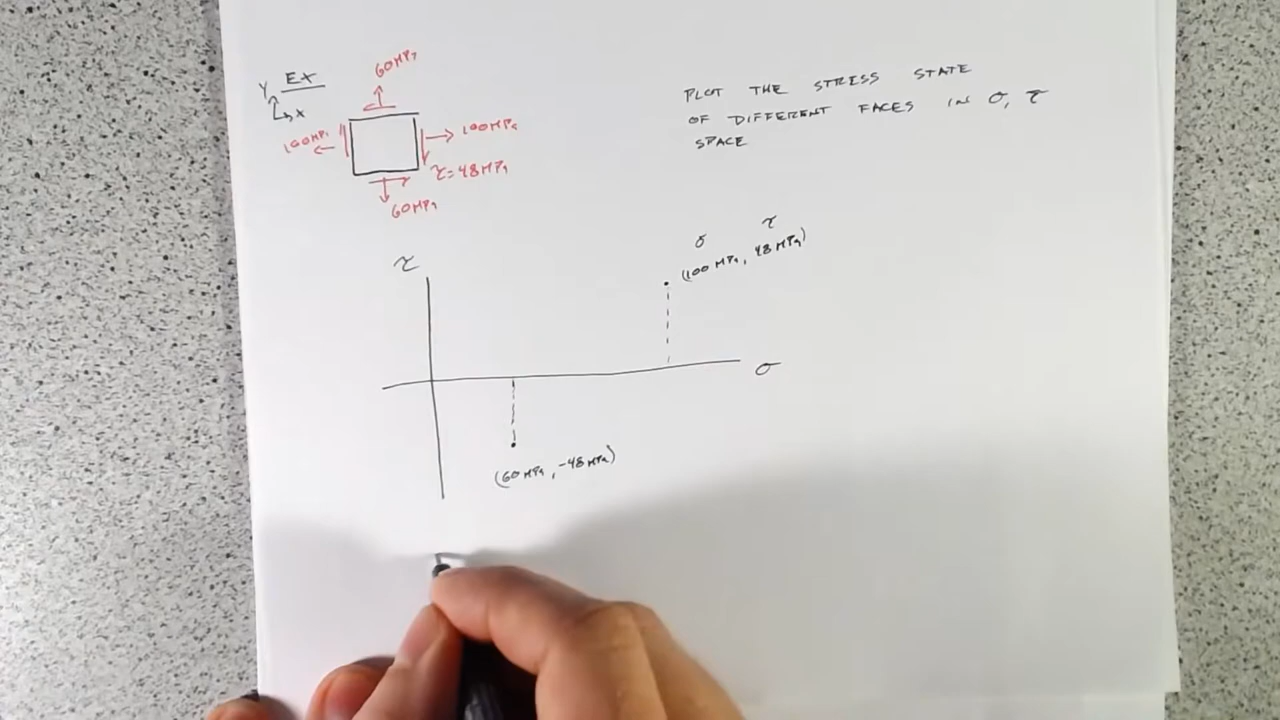 Ex
60MPa
Y
X
100MPa
100MPa
τ=48MPa
60MPa
PLOT THE STRESS STATE
OF DIFFERENT FACES IN σ, τ
SPACE
σ τ
(100 MPa, 48 MPa)
τ
σ
(60 MPa, -48 MPa)